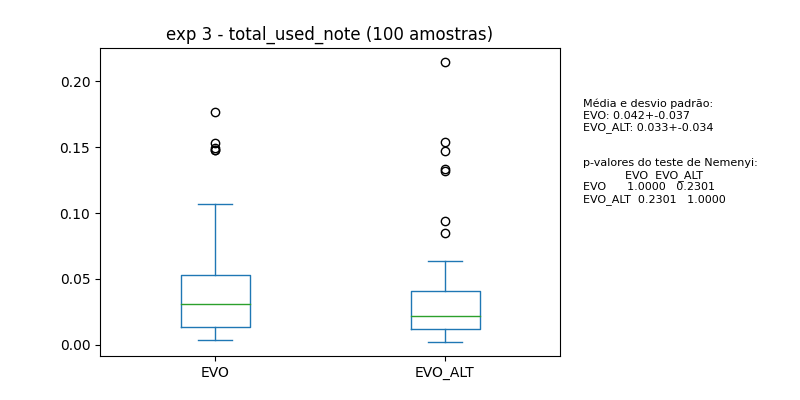 exp 3 - total_used_note (100 amostras)
0.20
0.15
0.10
0.05
0.00
EVO
EVO_ALT
Média e desvio padrão:
EVO: 0.042+-0.037
EVO_ALT: 0.033+-0.034
p-valores do teste de Nemenyi:
EVO EVO_ALT
EVO 1.0000 0.2301
EVO_ALT 0.2301 1.0000